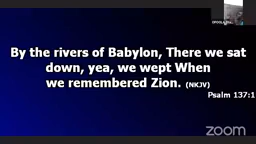 By the rivers of Babylon, There we sat
down, yea, we wept When
we remembered Zion. (NKJV)
Psalm 137:1
zoom